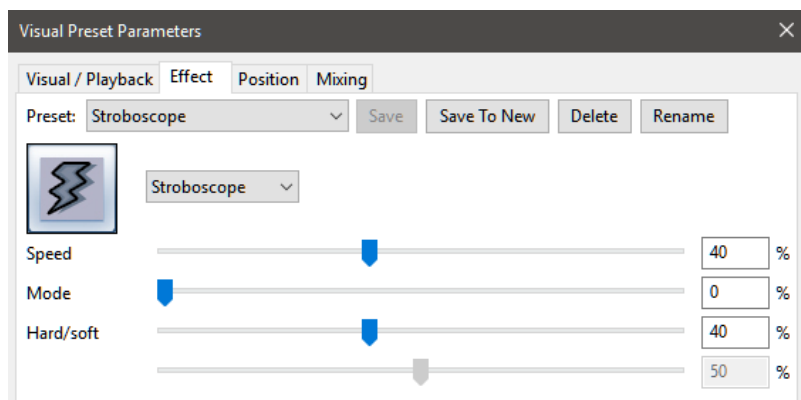 Visual Preset Parameters
Visual / Playback Effect Position Mixing
Preset: Stroboscope Save Save To New Delete Rename
Stroboscope
Speed 40 %
Mode 0 %
Hard/soft 40 %
50 %